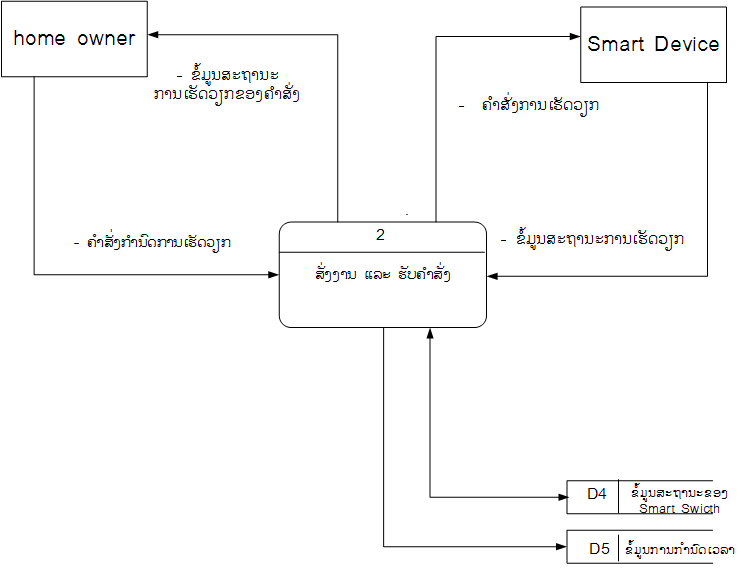 home owner
Smart Device
- ຂໍ້ມູນສະຖານະ
ການເຮັດວຽກຂອງຄຳສັ່ງ
- ຄຳສັ່ງການເຮັດວຽກ
- ຄຳສັ່ງກຳນົດການເຮັດວຽກ
2
- ຂໍ້ມູນສະຖານະການເຮັດວຽກ
ສັ່ງງານ ແລະ ຮັບຄຳສັ່ງ
D4
ຂໍ້ມູນສະຖານະຂອງ
Smart Swicth
D5
ຂໍ້ມູນການກຳນົດເວລາ